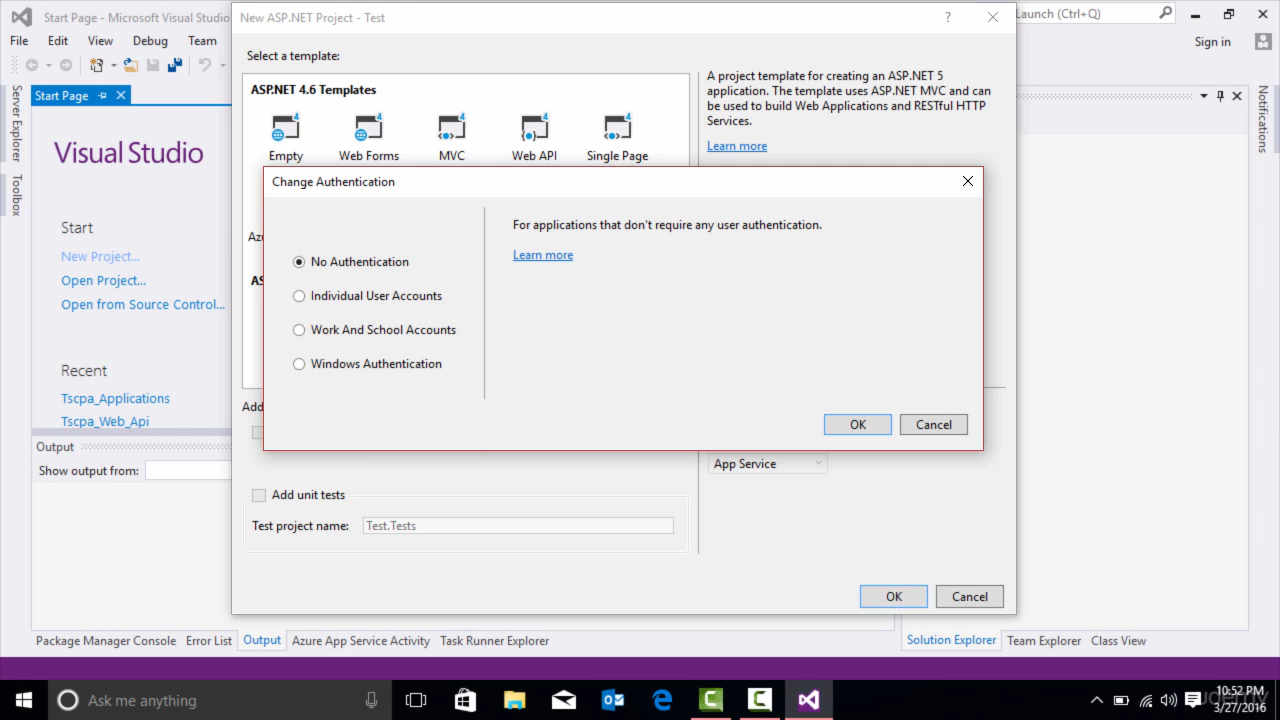 Start Page - Microsoft Visual Studio
New ASP.NET Project - Test
?
Launch (Ctrl+Q)
File Edit View Debug Team
Sign in
Select a template:
Start Page
ASP.NET 4.6 Templates
Empty
Web Forms
MVC
Web API
Single Page
A project template for creating an ASP.NET 5
application. The template uses ASP.NET MVC and can
be used to build Web Applications and RESTful HTTP
Services.
Learn more
Server Explorer
Toolbox
Notifications
Visual Studio
Start
New Project...
Open Project...
Open from Source Control...
Recent
Tscpa_Applications
Tscpa_Web_Api
Change Authentication
No Authentication
Individual User Accounts
Work And School Accounts
Windows Authentication
For applications that don't require any user authentication.
Learn more
OK
Cancel
Add
App Service
Output
Show output from:
Add unit tests
Test project name:
Test.Tests
OK
Cancel
Package Manager Console
Error List
Output
Azure App Service Activity
Task Runner Explorer
Solution Explorer
Team Explorer
Class View
Ask me anything
10:52 PM
3/27/2016